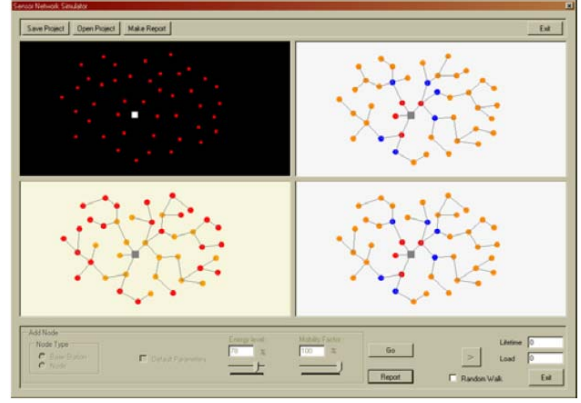 Sensor Network Simulator
Save Project Open Project Make Report Exit
Add Node
Node Type
Base Station
Node
Default Parameters
Energy level:
70 %
Mobility Factor:
100 %
Go
Report
>
Lifetime 0
Load 0
Random Walk
Exit